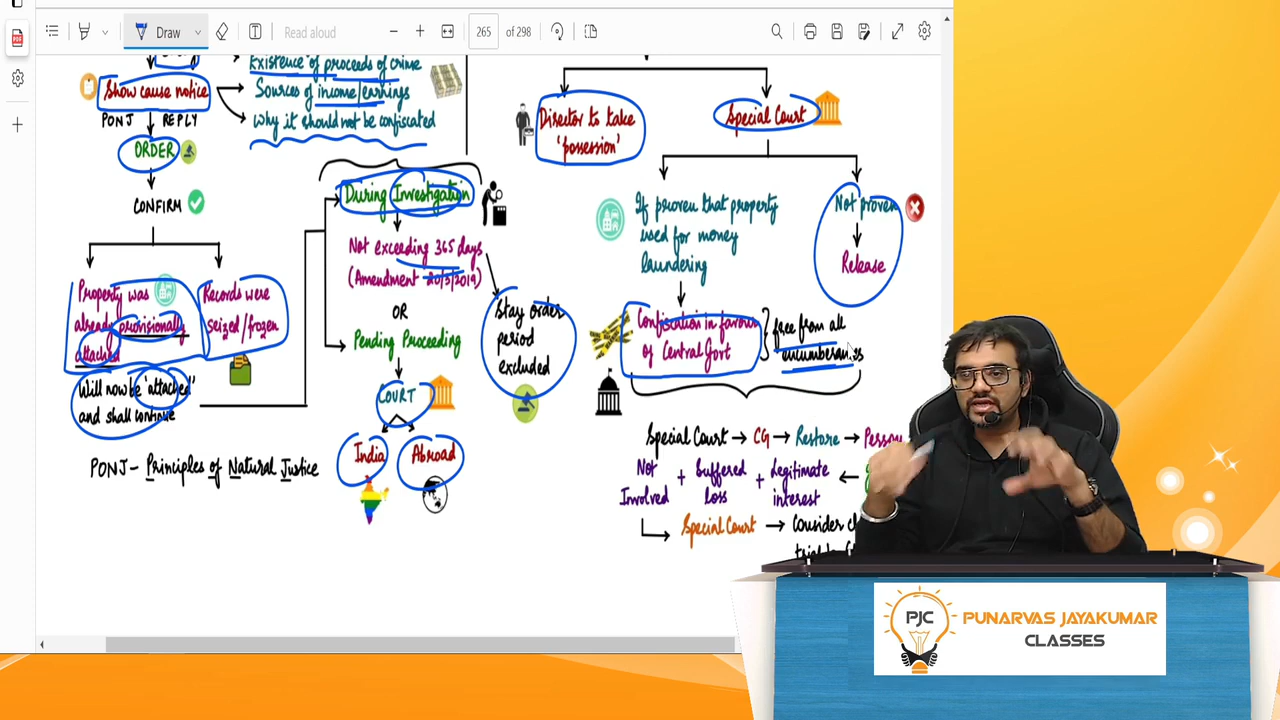 Draw
Read aloud
265
of 298
Existence of proceeds of crime
Show cause notice
Sources of income/earnings
Why it should not be confiscated
PONJ
REPLY
ORDER
CONFIRM
Property was
already provisionally
attached
Records were
seized/frozen
Will now be 'attached'
and shall continue
PONJ - Principles of Natural Justice
During Investigation
Not exceeding 365 days
(Amendment 20/3/2019)
OR
Pending Proceeding
COURT
India
Abroad
Stay order
period
excluded
Director to take
'possession'
Special Court
If proven that property
used for money
laundering
Not proven
Release
Confiscation in favour
of Central Govt
free from all
encumberances
Special Court → CG → Restore → Person
Not
Involved
+
Suffered
loss
+
Legitimate
interest
←
Special Court → Consider
PJC
PUNARVAS JAYAKUMAR
CLASSES